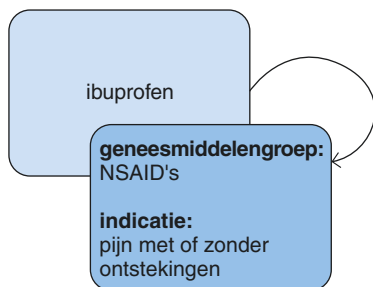 ibuprofen
geneesmiddelengroep:
NSAID's
indicatie:
pijn met of zonder
ontstekingen